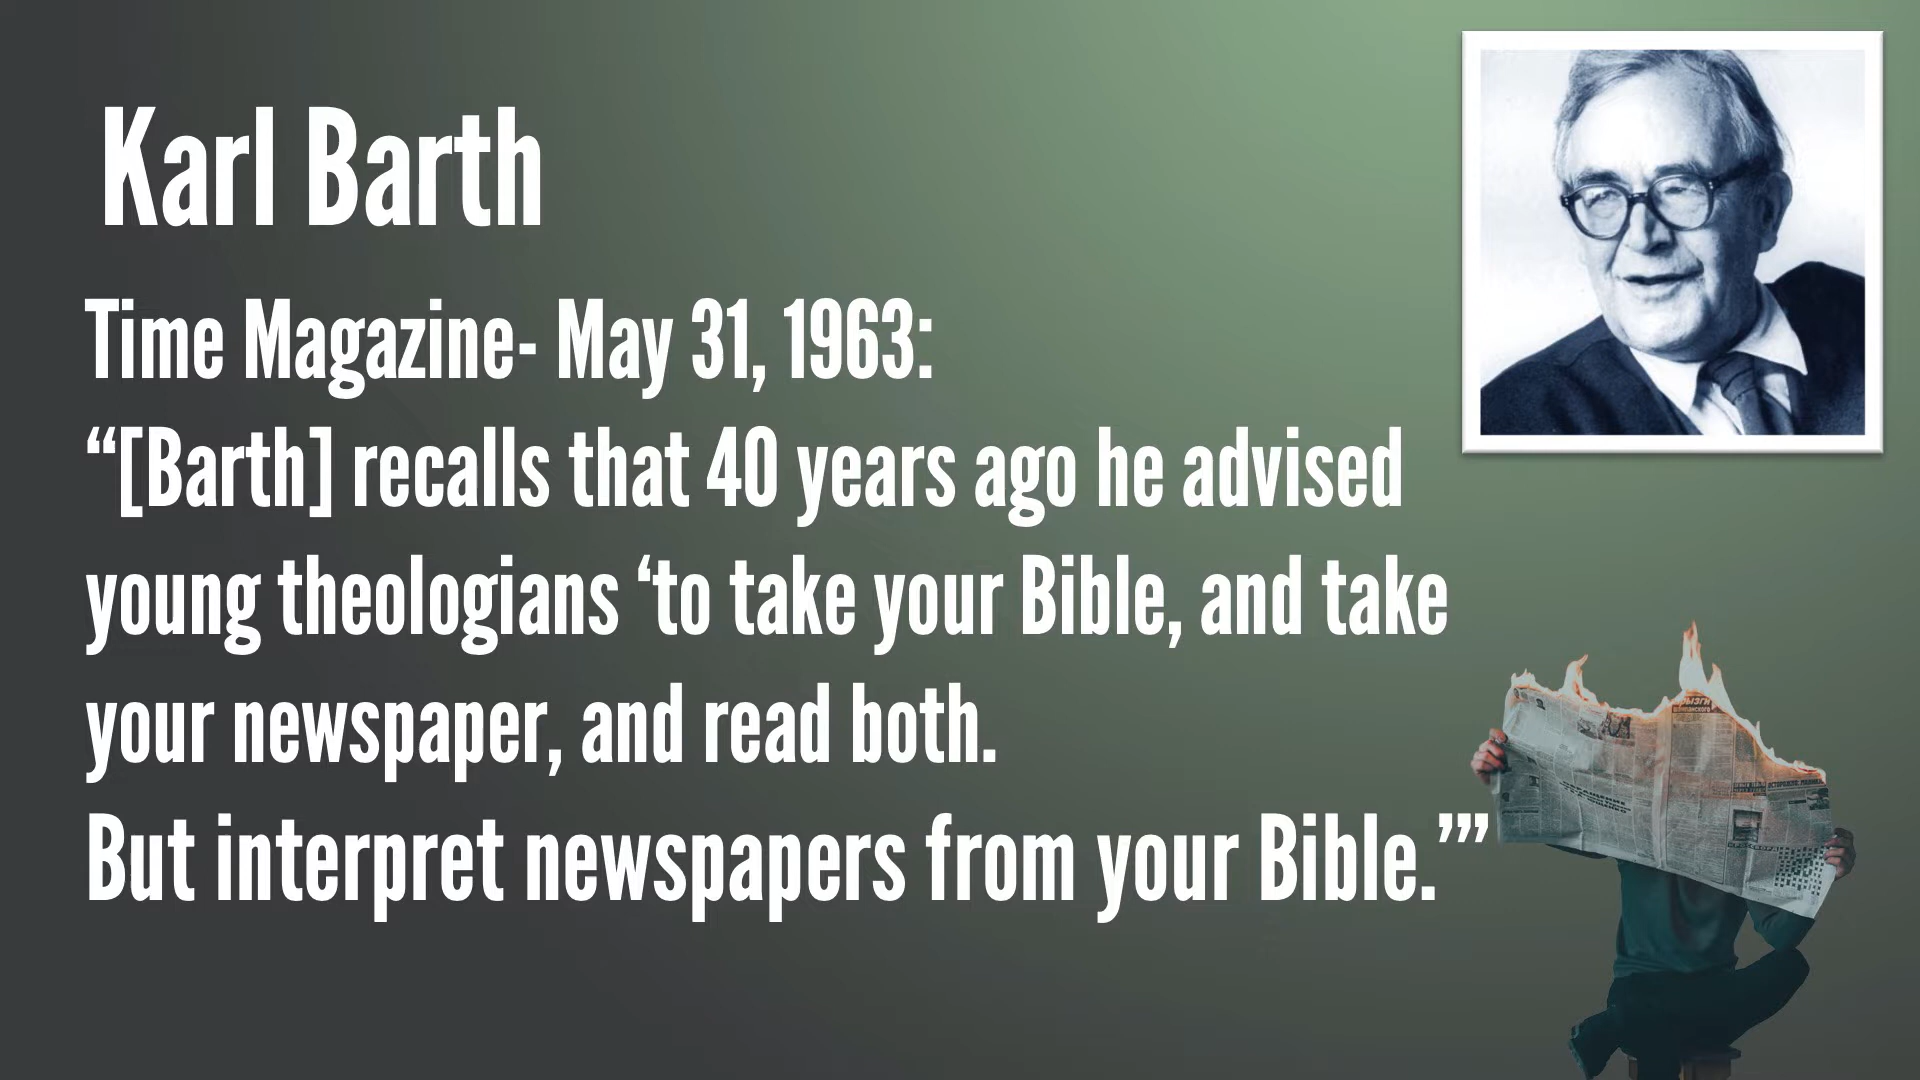 Karl Barth
Time Magazine- May 31, 1963:
“[Barth] recalls that 40 years ago he advised
young theologians ‘to take your Bible, and take
your newspaper, and read both.
But interpret newspapers from your Bible.’”